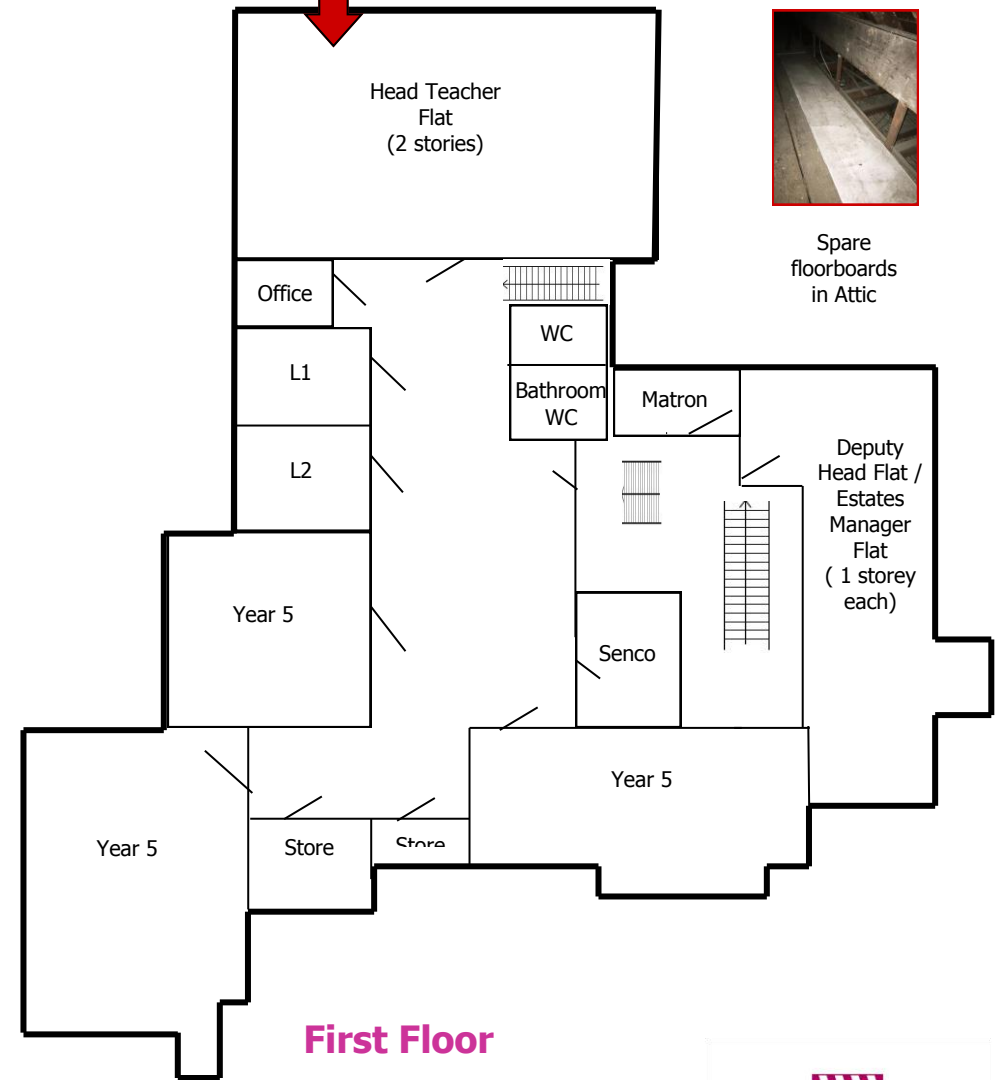 Head Teacher
Flat
(2 stories)
Spare
floorboards
in Attic
Office
WC
L1
Bathroom
WC
Matron
L2
Deputy
Head Flat /
Estates
Manager
Flat
( 1 storey
each)
Year 5
Senco
Year 5
Year 5
Store
Store
First Floor